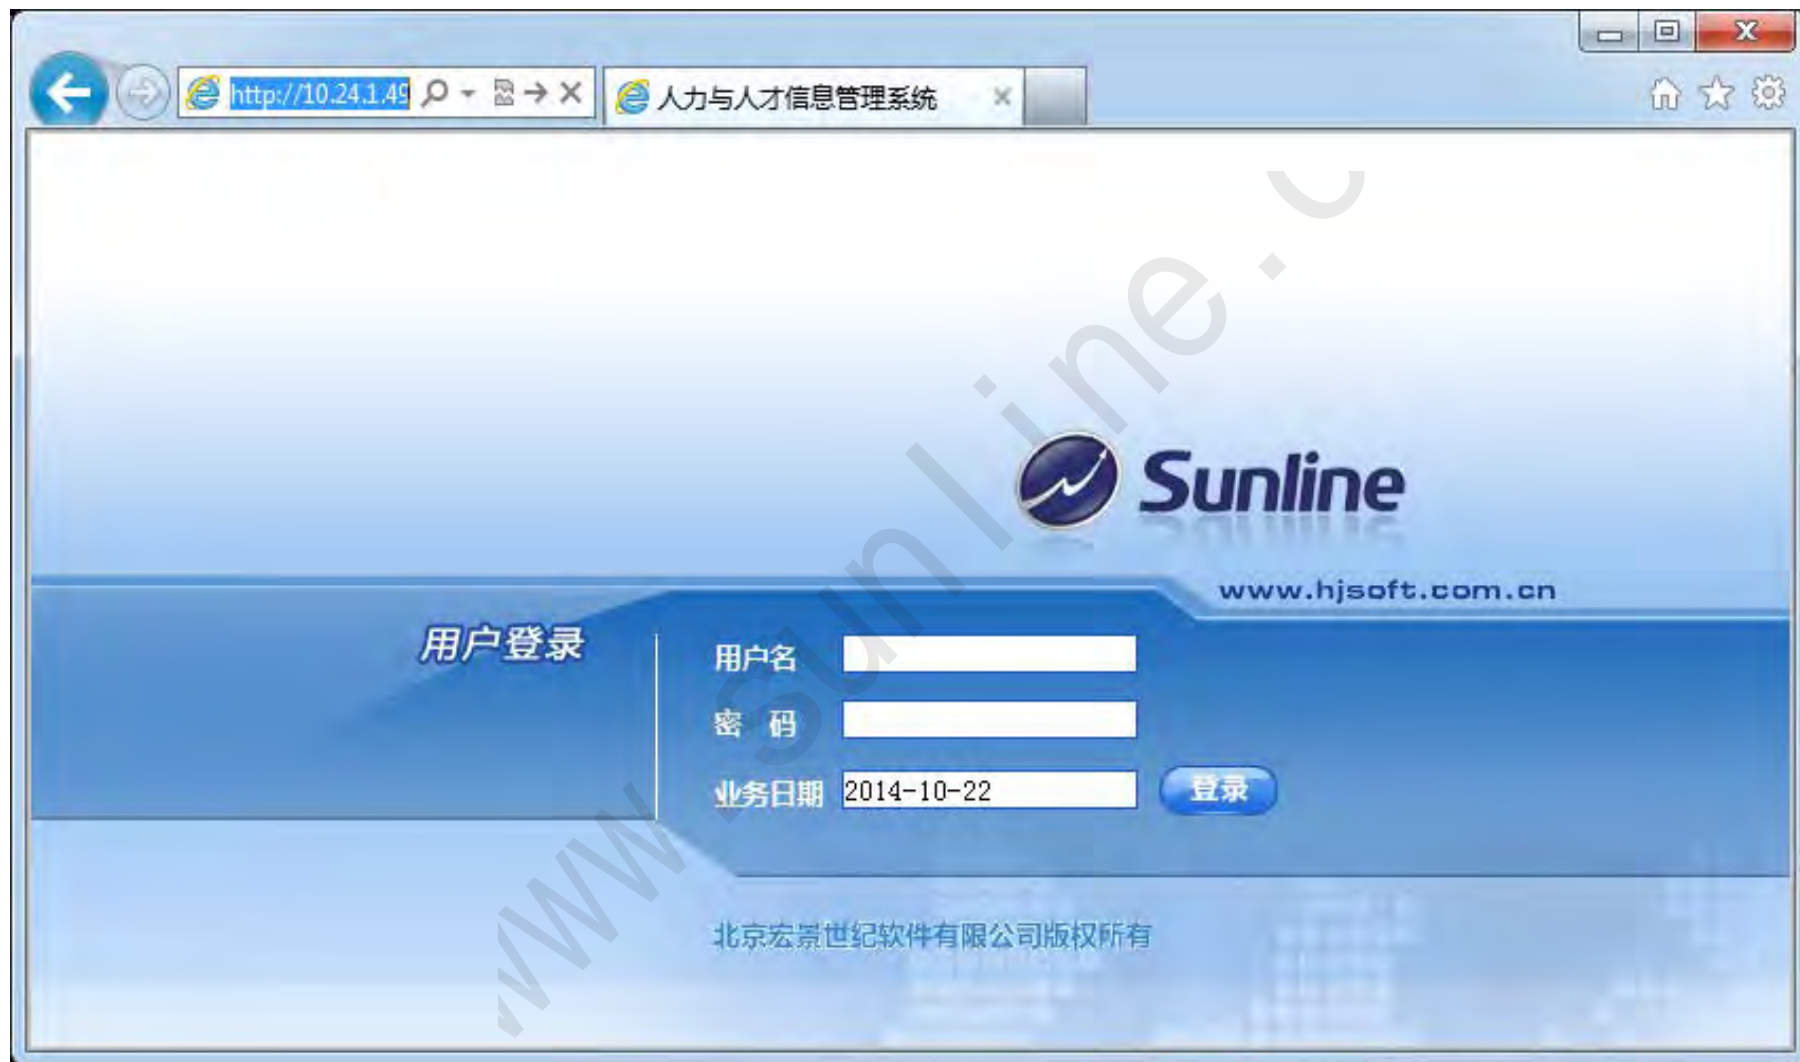 http://10.24.1.49
人力与人才信息管理系统
Sunline
www.hjsoft.com.cn
用户登录
用户名
密 码
业务日期 2014-10-22 登录
北京宏景世纪软件有限公司版权所有
www.sunline.c